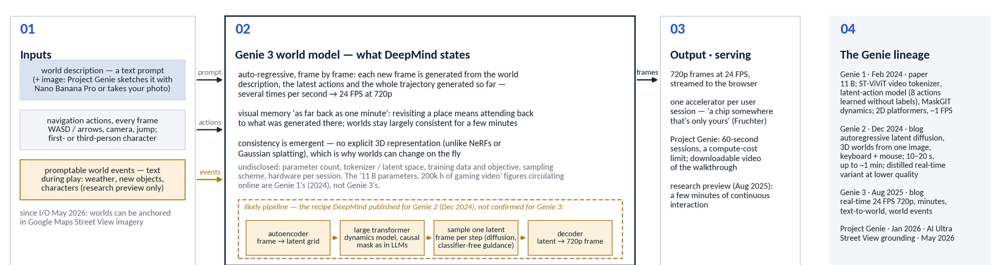 01
Inputs
world description — a text prompt
(+ image: Project Genie sketches it with
Nano Banana Pro or takes your photo)
navigation actions, every frame
WASD / arrows, camera, jump;
first- or third-person character
promptable world events — text
during play: weather, new objects,
characters (research preview only)
since I/O May 2026: worlds can be anchored
in Google Maps Street View imagery
prompt
actions
events
02
Genie 3 world model — what DeepMind states
auto-regressive, frame by frame: each new frame is generated from the world
description, the latest actions and the whole trajectory generated so far —
several times per second → 24 FPS at 720p
visual memory 'as far back as one minute': revisiting a place means attending back
to what was generated there; worlds stay largely consistent for a few minutes
consistency is emergent — no explicit 3D representation (unlike NeRFs or
Gaussian splatting), which is why worlds can change on the fly
undisclosed: parameter count, tokenizer / latent space, training data and objective, sampling
scheme, hardware per session. The '11 B parameters, 200k h of gaming video' figures circulating
online are Genie 1's (2024), not Genie 3's.
likely pipeline — the recipe DeepMind published for Genie 2 (Dec 2024), not confirmed for Genie 3:
autoencoder
frame → latent grid
large transformer
dynamics model, causal
mask as in LLMs
sample one latent
frame per step (diffusion,
classifier-free guidance)
decoder
latent → 720p frame
frames
03
Output · serving
720p frames at 24 FPS,
streamed to the browser
one accelerator per user
session — 'a chip somewhere
that's only yours' (Fruchter)
Project Genie: 60-second
sessions, a compute-cost
limit; downloadable video
of the walkthrough
research preview (Aug 2025):
a few minutes of continuous
interaction
04
The Genie lineage
Genie 1 · Feb 2024 · paper
11 B; ST-ViViT video tokenizer,
latent-action model (8 actions
learned without labels), MaskGIT
dynamics; 2D platformers, ~1 FPS
Genie 2 · Dec 2024 · blog
autoregressive latent diffusion,
3D worlds from one image,
keyboard + mouse; 10–20 s,
up to ~1 min; distilled real-time
variant at lower quality
Genie 3 · Aug 2025 · blog
real-time 24 FPS 720p, minutes,
text-to-world, world events
Project Genie · Jan 2026 · AI Ultra
Street View grounding · May 2026